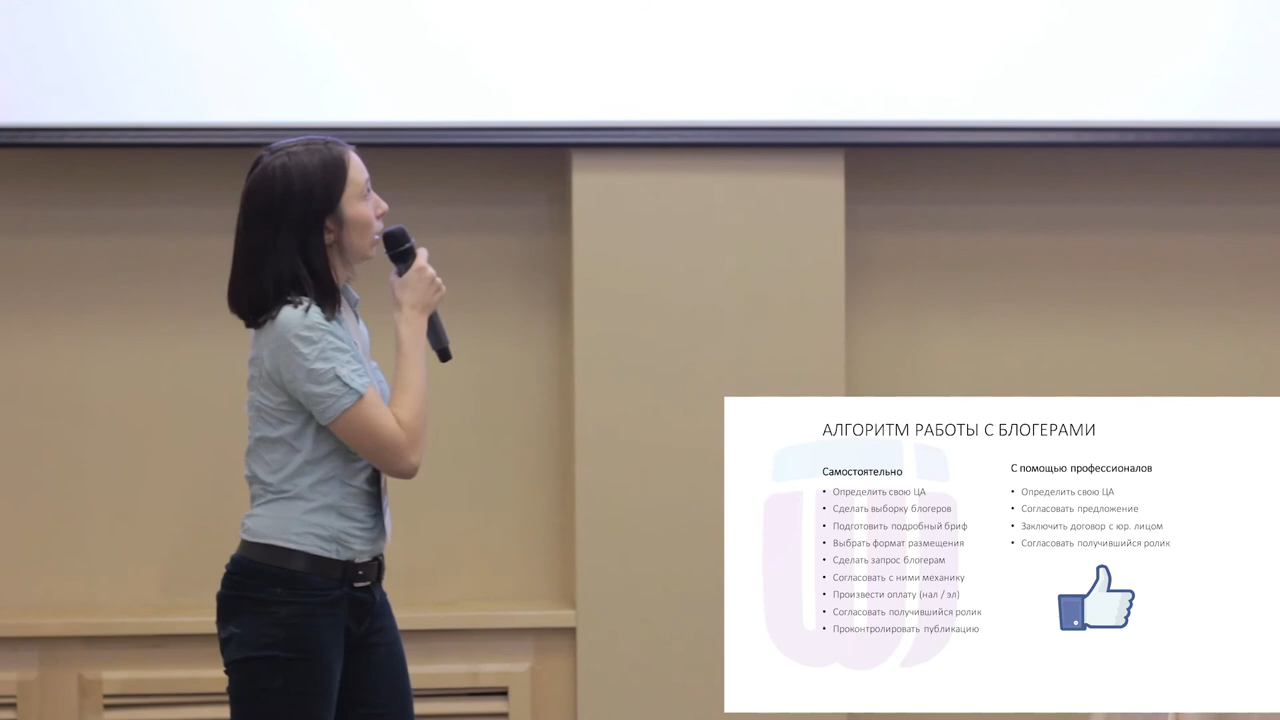 АЛГОРИТМ РАБОТЫ С БЛОГЕРАМИ
Самостоятельно
• Определить свою ЦА
• Сделать выборку блогеров
• Подготовить подробный бриф
• Выбрать формат размещения
• Сделать запрос блогерам
• Согласовать с ними механику
• Произвести оплату (нал / эл)
• Согласовать получившийся ролик
• Проконтролировать публикацию
С помощью профессионалов
• Определить свою ЦА
• Согласовать предложение
• Заключить договор с юр. лицом
• Согласовать получившийся ролик